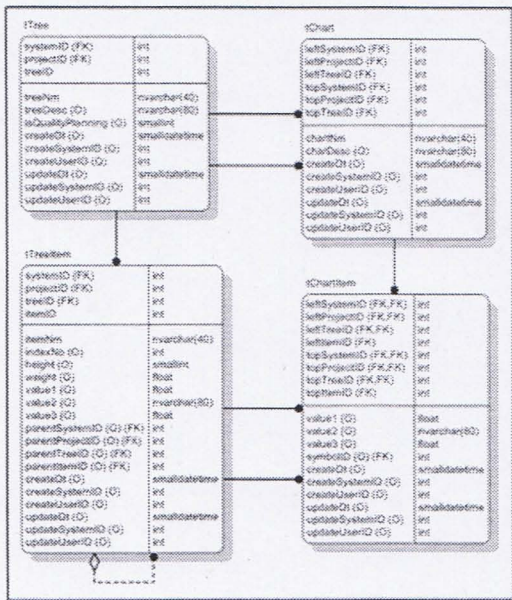 tTree
systemID (FK) int
projectID (FK) int
treeID int
treeNm nvarchar(40)
treeDesc (O) nvarchar(80)
isQualityPlanning (O) smallint
createDt (O) smalldatetime
createSystemID (O) int
createUserID (O) int
updateDt (O) smalldatetime
updateSystemID (O) int
updateUserID (O) int
tChart
leftSystemID (FK) int
leftProjectID (FK) int
leftTreeID (FK) int
topSystemID (FK) int
topProjectID (FK) int
topTreeID (FK) int
chartNm nvarchar(40)
chartDesc (O) nvarchar(80)
createDt (O) smalldatetime
createSystemID (O) int
createUserID (O) int
updateDt (O) smalldatetime
updateSystemID (O) int
updateUserID (O) int
tTreeItem
systemID (FK) int
projectID (FK) int
treeID (FK) int
itemID int
itemNm nvarchar(40)
indexNo (O) int
height (O) smallint
weight (O) float
value1 (O) float
value2 (O) nvarchar(80)
value3 (O) float
parentSystemID (O) (FK) int
parentProjectID (O) (FK) int
parentTreeID (O) (FK) int
parentItemID (O) (FK) int
createDt (O) smalldatetime
createSystemID (O) int
createUserID (O) int
updateDt (O) smalldatetime
updateSystemID (O) int
updateUserID (O) int
tChartItem
leftSystemID (FK,FK) int
leftProjectID (FK,FK) int
leftTreeID (FK,FK) int
leftItemID (FK) int
topSystemID (FK,FK) int
topProjectID (FK,FK) int
topTreeID (FK,FK) int
topItemID (FK) int
value1 (O) float
value2 (O) nvarchar(80)
value3 (O) float
symbolID (O) (FK) int
createDt (O) smalldatetime
createSystemID (O) int
createUserID (O) int
updateDt (O) smalldatetime
updateSystemID (O) int
updateUserID (O) int